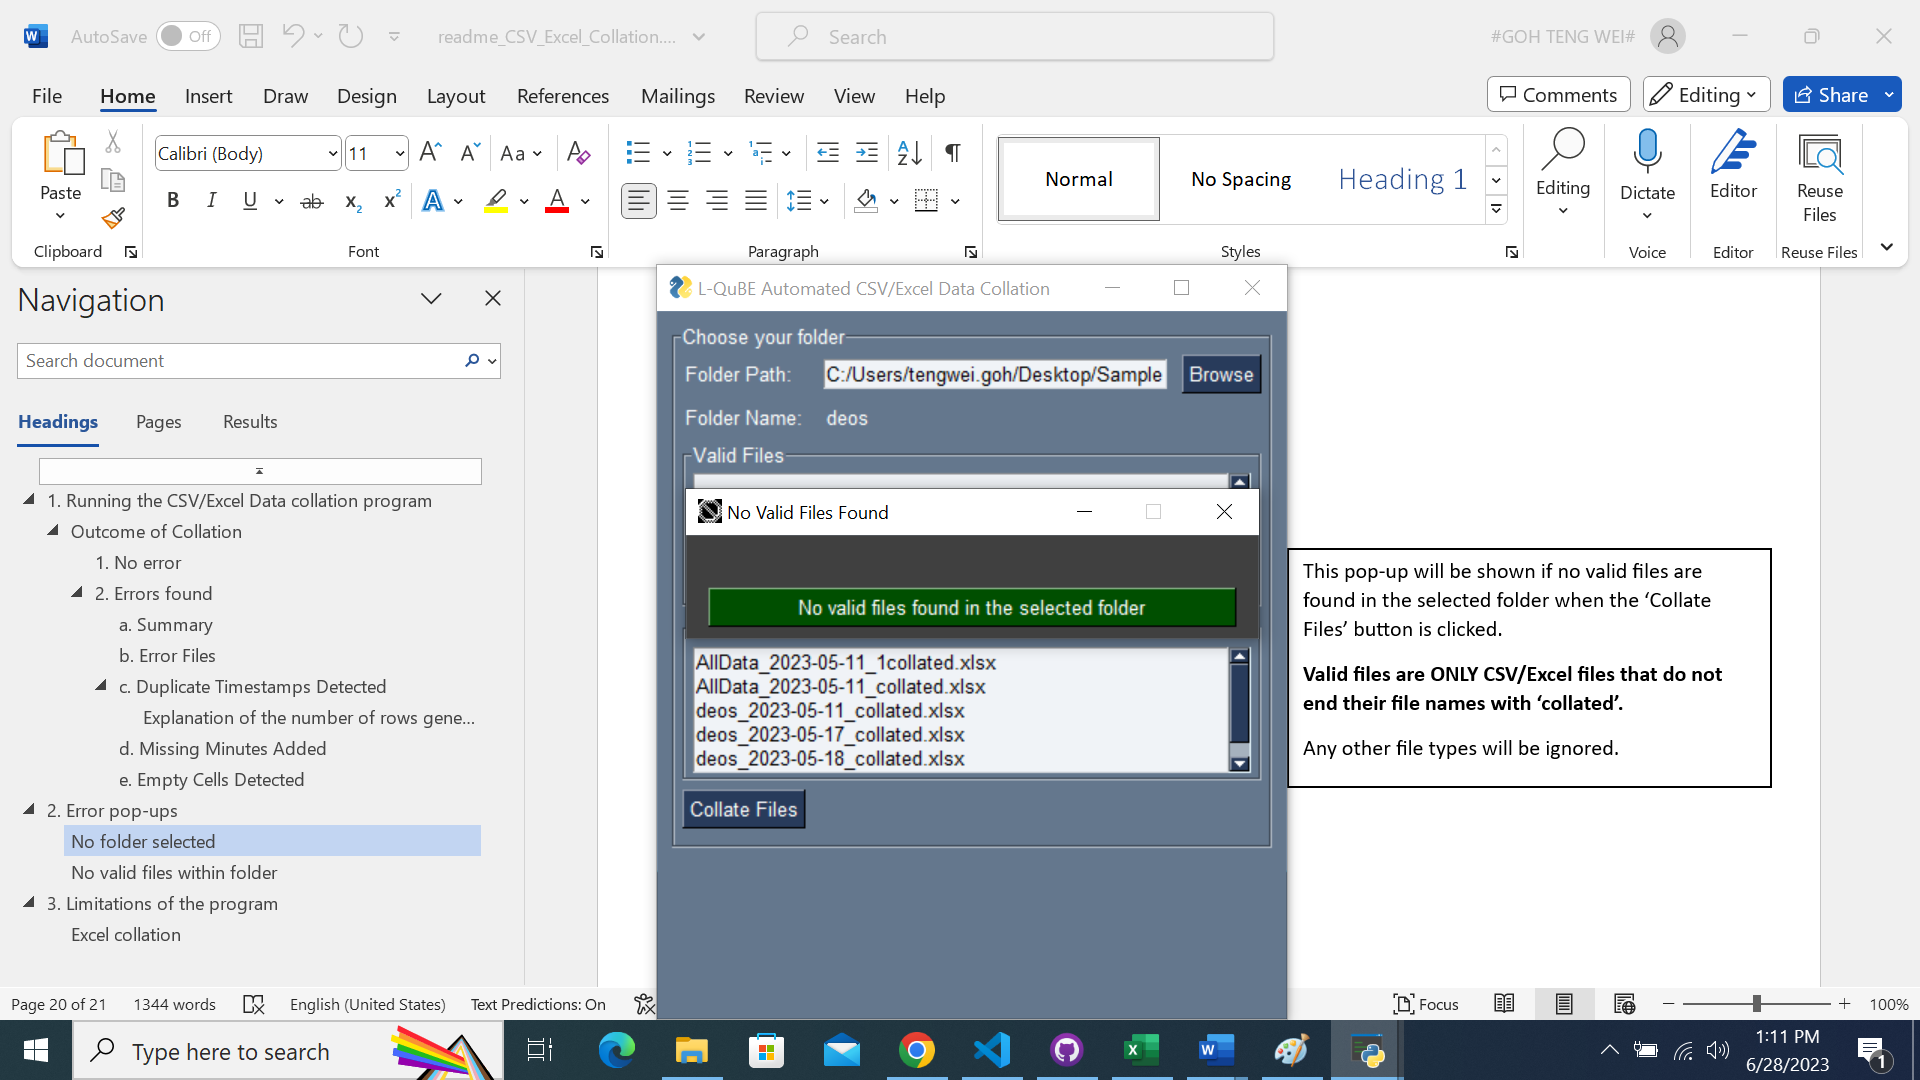 AutoSave Off readme_CSV_Excel_Collation.... Search #GOH TENG WEI#
File Home Insert Draw Design Layout References Mailings Review View Help Comments Editing Share
Calibri (Body) 11 Aa
Paste
B I U ab x2 x2 A A
Normal No Spacing Heading 1
Editing Dictate Editor Reuse Files
Clipboard Font Paragraph Styles Voice Editor Reuse Files
Navigation
Search document
Headings Pages Results
1. Running the CSV/Excel Data collation program
Outcome of Collation
1. No error
2. Errors found
a. Summary
b. Error Files
c. Duplicate Timestamps Detected
Explanation of the number of rows gene...
d. Missing Minutes Added
e. Empty Cells Detected
2. Error pop-ups
No folder selected
No valid files within folder
3. Limitations of the program
Excel collation
L-QuBE Automated CSV/Excel Data Collation
Choose your folder
Folder Path: C:/Users/tengwei.goh/Desktop/Sample Browse
Folder Name: deos
Valid Files
No Valid Files Found
No valid files found in the selected folder
AllData_2023-05-11_1collated.xlsx
AllData_2023-05-11_collated.xlsx
deos_2023-05-11_collated.xlsx
deos_2023-05-17_collated.xlsx
deos_2023-05-18_collated.xlsx
Collate Files
This pop-up will be shown if no valid files are
found in the selected folder when the ‘Collate
Files’ button is clicked.
Valid files are ONLY CSV/Excel files that do not
end their file names with ‘collated’.
Any other file types will be ignored.
Page 20 of 21 1344 words English (United States) Text Predictions: On Focus 100%
Type here to search
1:11 PM
6/28/2023
1